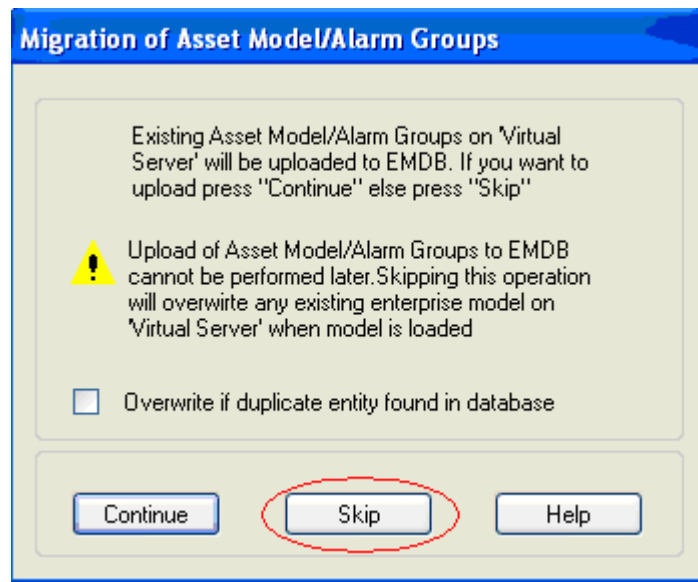 Migration of Asset Model/Alarm Groups
Existing Asset Model/Alarm Groups on 'Virtual
Server' will be uploaded to EMDB. If you want to
upload press "Continue" else press "Skip"
Upload of Asset Model/Alarm Groups to EMDB
cannot be performed later.Skipping this operation
will overwirte any existing enterprise model on
'Virtual Server' when model is loaded
Overwrite if duplicate entity found in database
Continue
Skip
Help